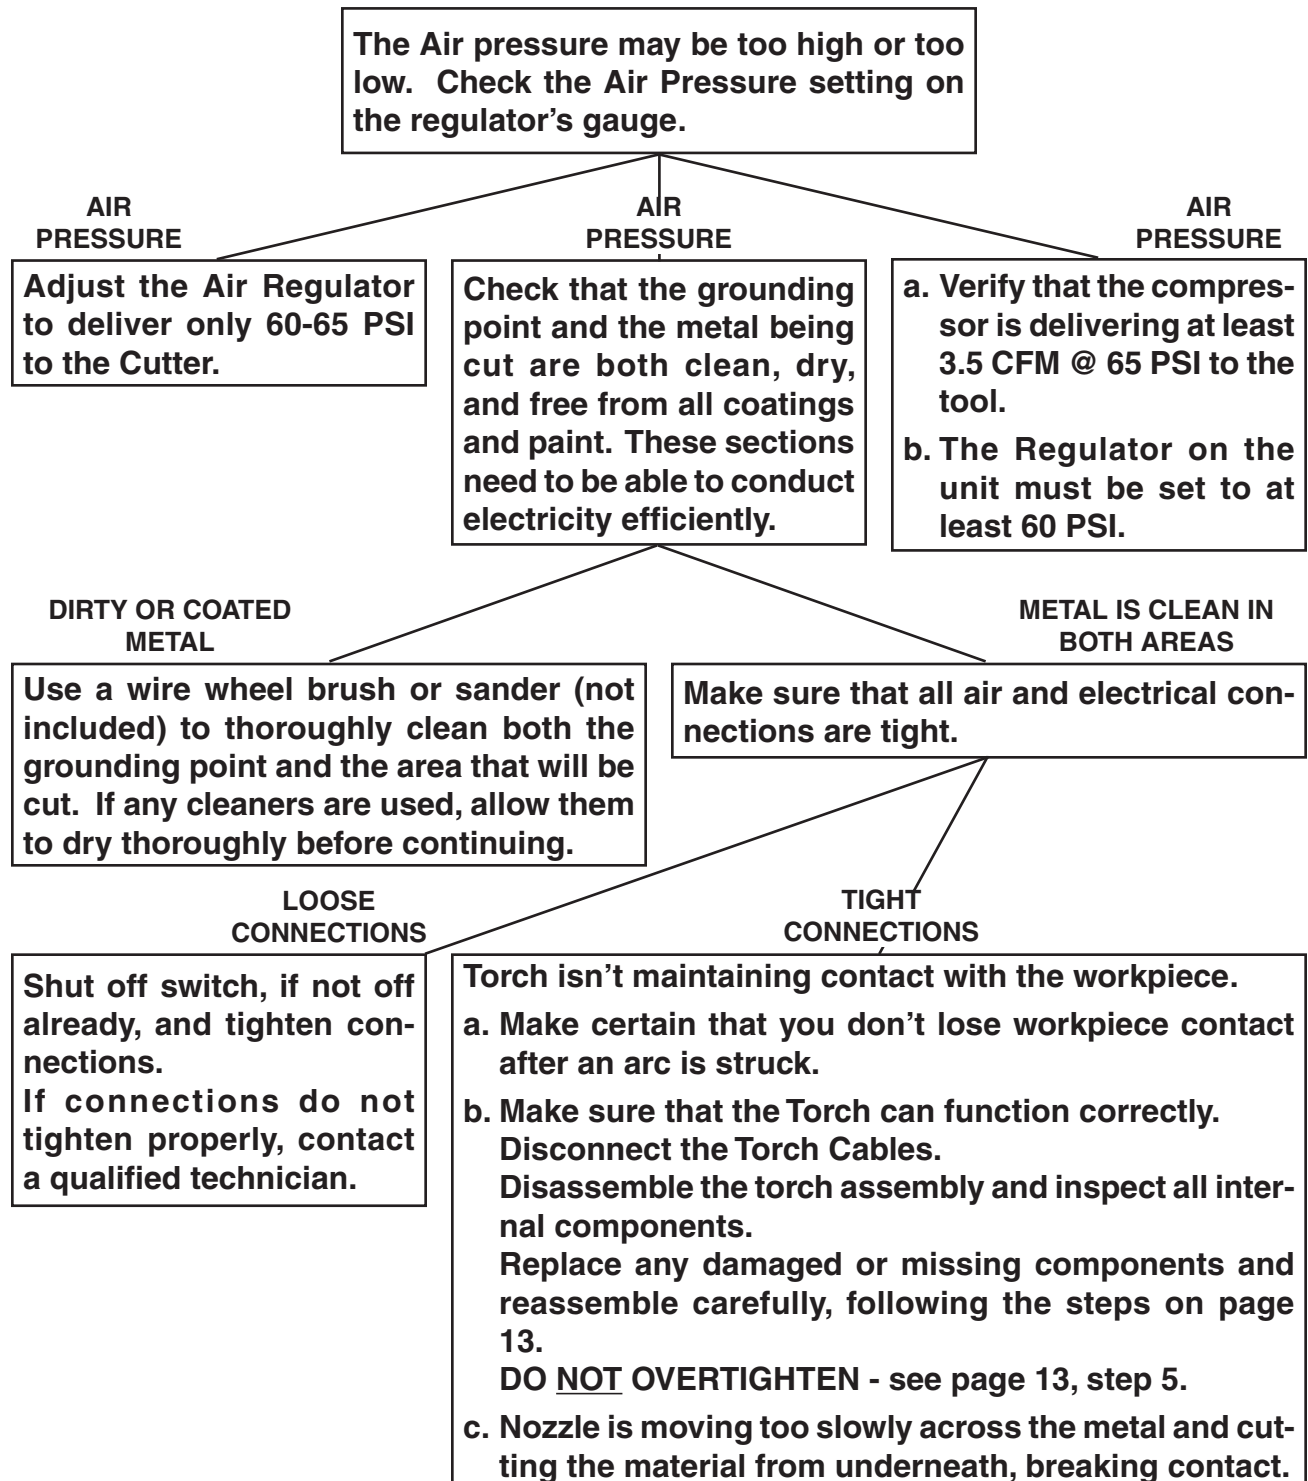 The Air pressure may be too high or too
low.  Check the Air Pressure setting on
the regulator's gauge.
AIR
PRESSURE
AIR
PRESSURE
AIR
PRESSURE
Adjust the Air Regulator
to deliver only 60-65 PSI
to the Cutter.
Check that the grounding
point and the metal being
cut are both clean, dry,
and free from all coatings
and paint.  These sections
need to be able to conduct
electricity efficiently.
a. Verify that the compres-
sor is delivering at least
3.5 CFM @ 65 PSI to the
tool.
b. The Regulator on the
unit must be set to at
least 60 PSI.
DIRTY OR COATED
METAL
METAL IS CLEAN IN
BOTH AREAS
Use a wire wheel brush or sander (not
included) to thoroughly clean both the
grounding point and the area that will be
cut.  If any cleaners are used, allow them
to dry thoroughly before continuing.
Make sure that all air and electrical con-
nections are tight.
LOOSE
CONNECTIONS
TIGHT
CONNECTIONS
Shut off switch, if not off
already, and tighten con-
nections.
If connections do not
tighten properly, contact
a qualified technician.
Torch isn't maintaining contact with the workpiece.
a. Make certain that you don't lose workpiece contact
after an arc is struck.
b. Make sure that the Torch can function correctly.
Disconnect the Torch Cables.
Disassemble the torch assembly and inspect all inter-
nal components.
Replace any damaged or missing components and
reassemble carefully, following the steps on page
13.
DO NOT OVERTIGHTEN - see page 13, step 5.
c. Nozzle is moving too slowly across the metal and cut-
ting the material from underneath, breaking contact.